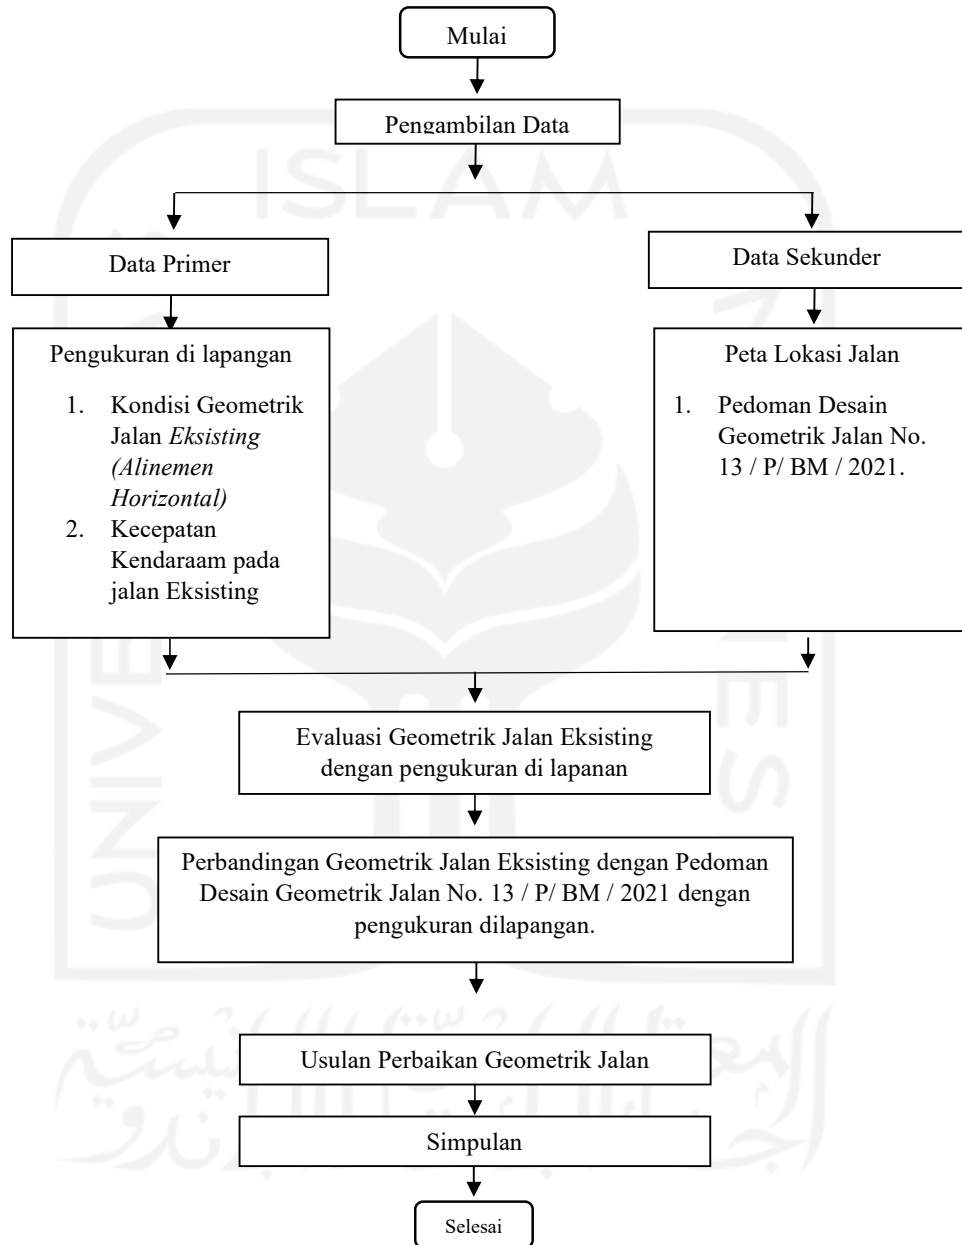 Mulai
Pengambilan Data
Data Primer
Data Sekunder
Pengukuran di lapangan
1. Kondisi Geometrik
Jalan Eksisting
(Alinemen
Horizontal)
2. Kecepatan
Kendaraam pada
jalan Eksisting
Peta Lokasi Jalan
1. Pedoman Desain
Geometrik Jalan No.
13 / P/ BM / 2021.
Evaluasi Geometrik Jalan Eksisting
dengan pengukuran di lapanan
Perbandingan Geometrik Jalan Eksisting dengan Pedoman
Desain Geometrik Jalan No. 13 / P/ BM / 2021 dengan
pengukuran dilapangan.
Usulan Perbaikan Geometrik Jalan
Simpulan
Selesai
ISLAM